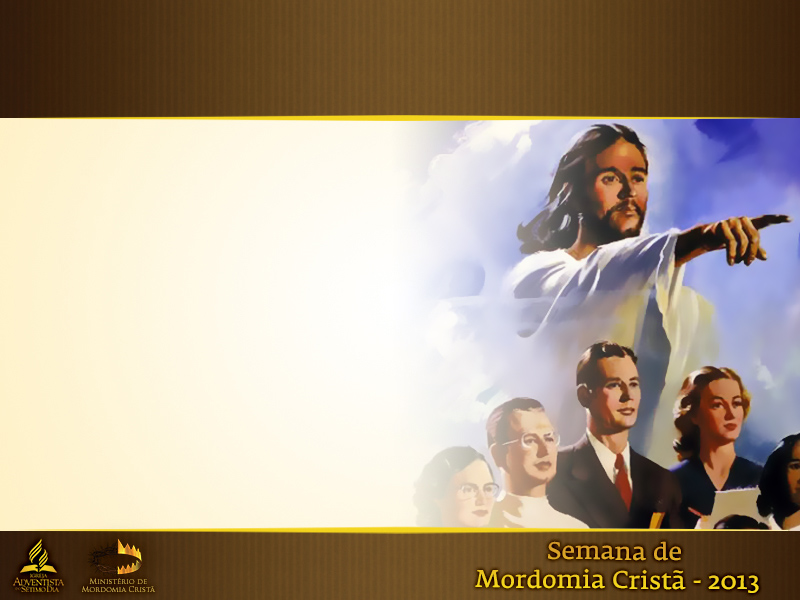 Semana de
Mordomia Cristã - 2013
IGREJA
ADVENTISTA
DO SÉTIMO DIA
MINISTÉRIO DE
MORDOMIA CRISTÃ